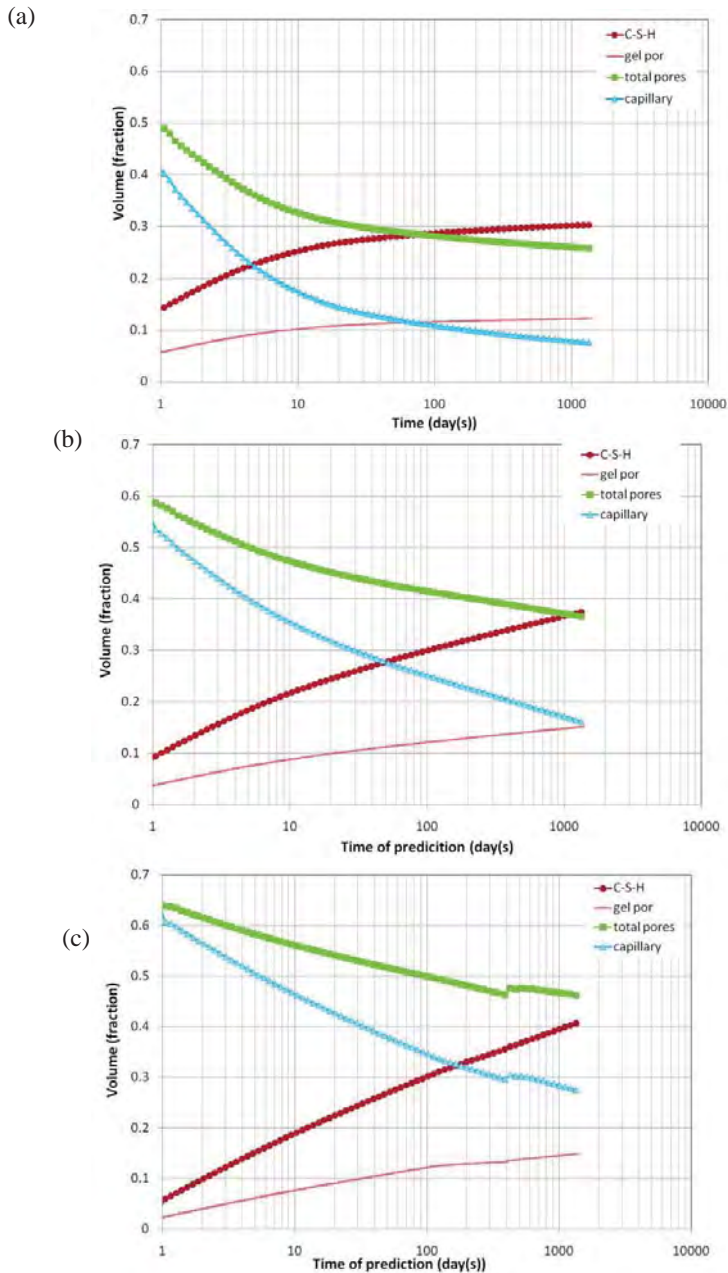 (a)
0.7
0.6
0.5
0.4
0.3
0.2
0.1
0
Volume (fraction)
C-S-H
gel por
total pores
capillary
1
10
100
1000
10000
Time (day(s))
(b)
0.7
0.6
0.5
0.4
0.3
0.2
0.1
0
Volume (fraction)
C-S-H
gel por
total pores
capillary
1
10
100
1000
10000
Time of predicition (day(s)
(c)
0.7
0.6
0.5
0.4
0.3
0.2
0.1
0
Volume (fraction)
C-S-H
gel por
total pores
capillary
1
10
100
1000
10000
Time of prediction (day(s))